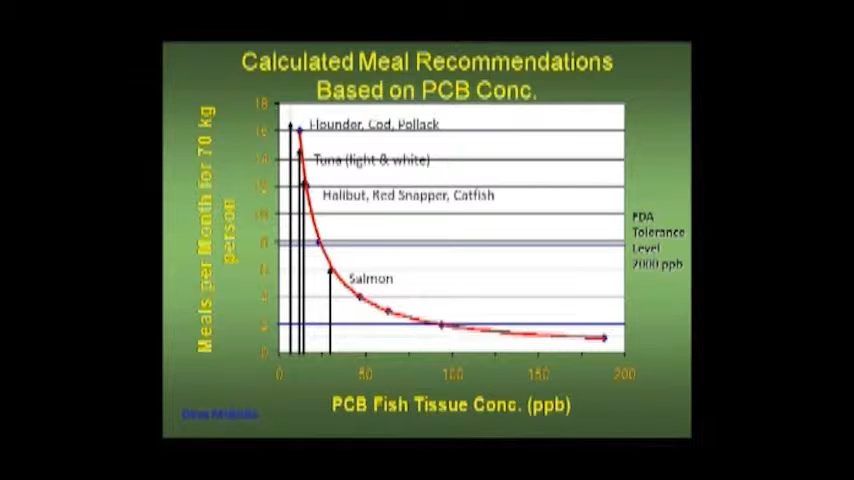 Calculated Meal Recommendations
Based on PCB Conc.
Meals per Month for 70 kg
person
18
16
14
12
10
8
6
4
2
0
Flounder, Cod, Pollack
Tuna (light & white)
Halibut, Red Snapper, Catfish
Salmon
FDA
Tolerance
Level
2000 ppb
0
50
100
150
200
PCB Fish Tissue Conc. (ppb)